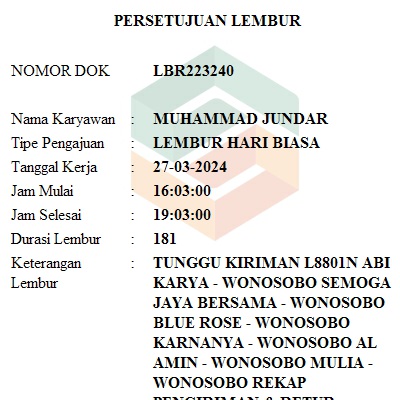 PERSETUJUAN LEMBUR
NOMOR DOK LBR223240
Nama Karyawan : MUHAMMAD JUNDAR
Tipe Pengajuan : LEMBUR HARI BIASA
Tanggal Kerja : 27-03-2024
Jam Mulai : 16:03:00
Jam Selesai : 19:03:00
Durasi Lembur : 181
Keterangan : TUNGGU KIRIMAN L8801N ABI
Lembur KARYA - WONOSOBO SEMOGA
JAYA BERSAMA - WONOSOBO
BLUE ROSE - WONOSOBO
KARNANYA - WONOSOBO AL
AMIN - WONOSOBO MULIA -
WONOSOBO REKAP
PENGIRIMAN & RETUR